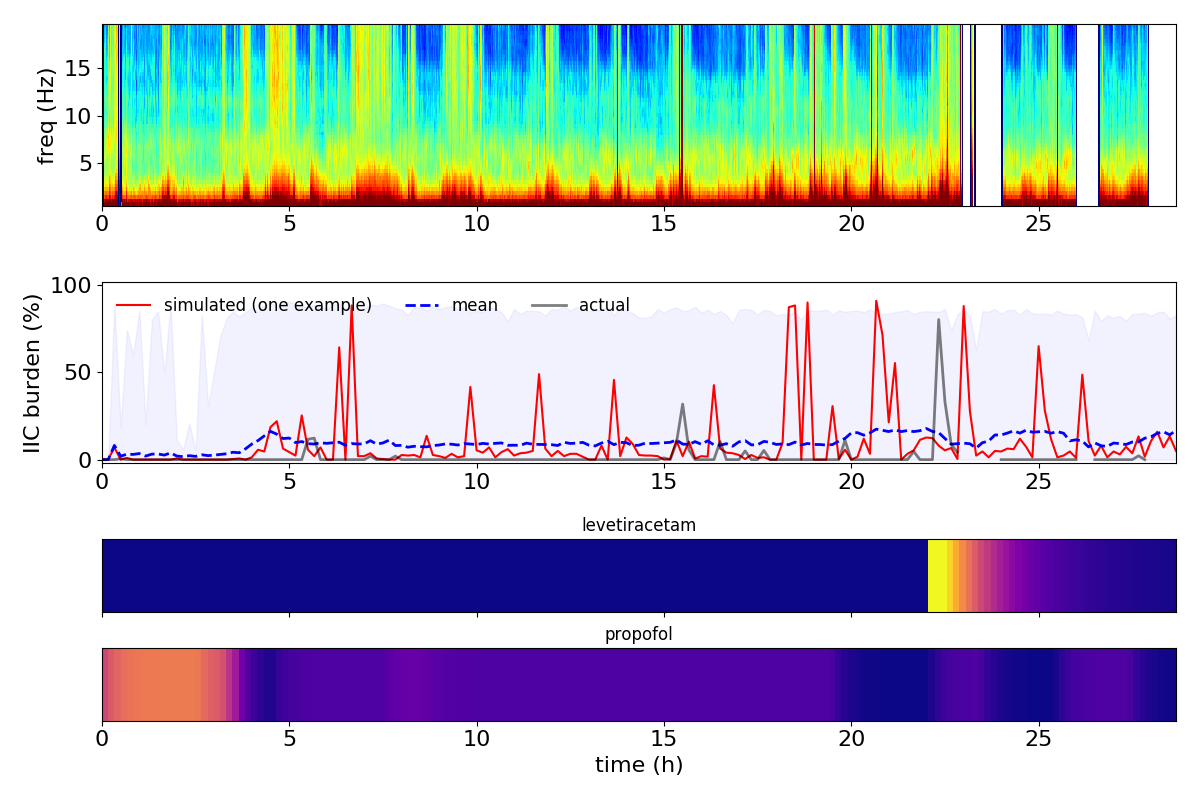 freq (Hz)
15
10
5
0 5 10 15 20 25
IIC burden (%)
100
50
0
simulated (one example) mean actual
0 5 10 15 20 25
levetiracetam
propofol
0 5 10 15 20 25
time (h)